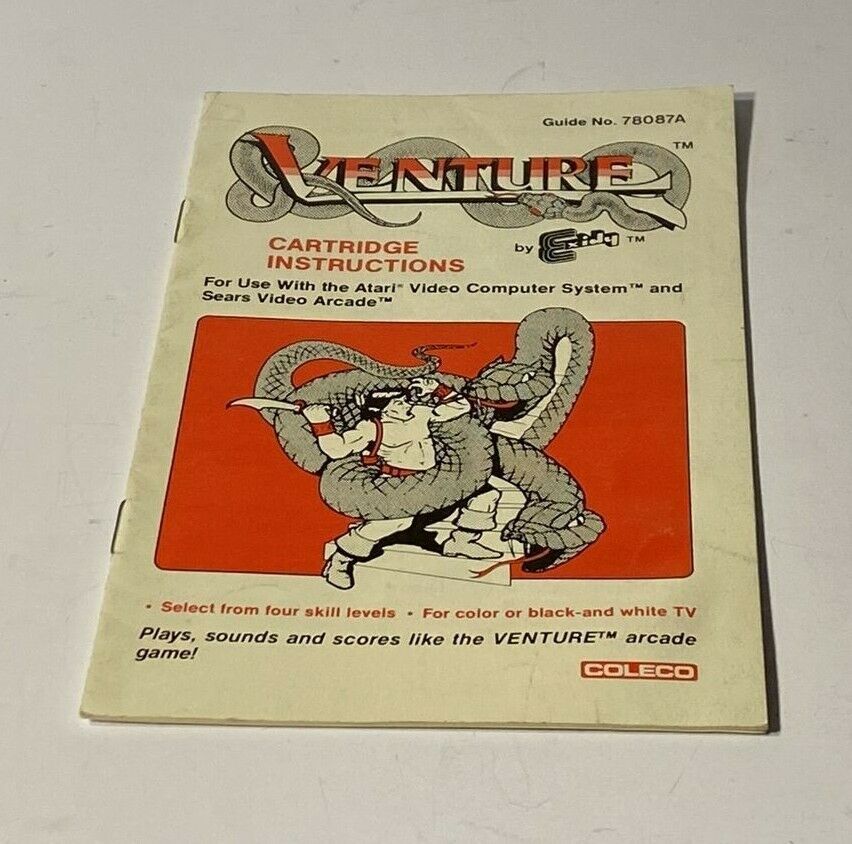 Guide No. 78087A
VENTURE™
by Exidy™
CARTRIDGE
INSTRUCTIONS
For Use With the Atari® Video Computer System™ and
Sears Video Arcade™
• Select from four skill levels • For color or black-and white TV
Plays, sounds and scores like the VENTURE™ arcade
game!
COLECO